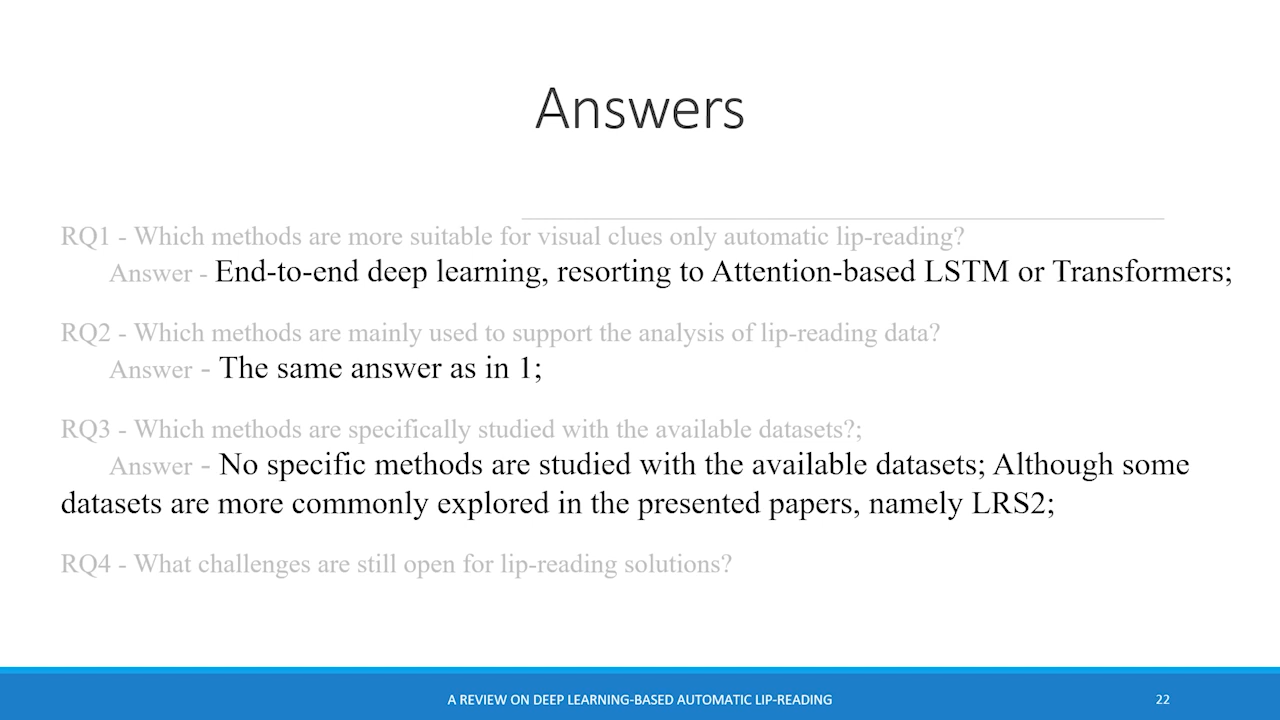 Answers
RQ1 - Which methods are more suitable for visual clues only automatic lip-reading?
Answer - End-to-end deep learning, resorting to Attention-based LSTM or Transformers;
RQ2 - Which methods are mainly used to support the analysis of lip-reading data?
Answer - The same answer as in 1;
RQ3 - Which methods are specifically studied with the available datasets?;
Answer - No specific methods are studied with the available datasets; Although some
datasets are more commonly explored in the presented papers, namely LRS2;
RQ4 - What challenges are still open for lip-reading solutions?
A REVIEW ON DEEP LEARNING-BASED AUTOMATIC LIP-READING 22